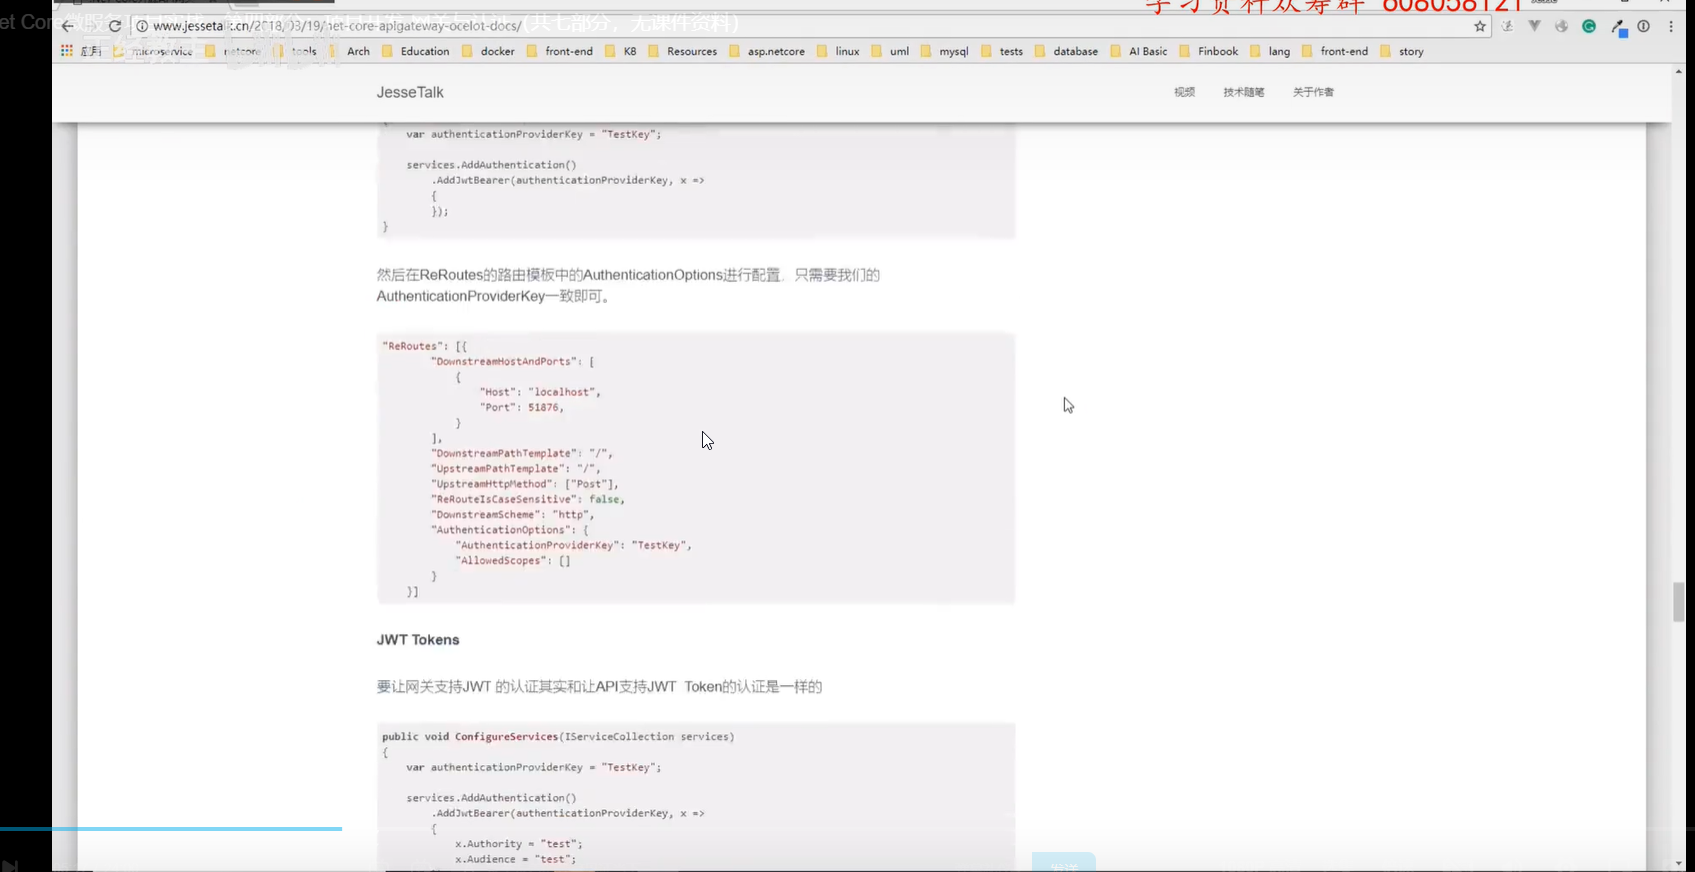 学习资料众筹群 608058121
www.jessetalk.cn/2018/03/19/net-core-apigateway-ocelot-docs/
(共七部分，无课件资料)
应用 microservice netcore tools Arch Education docker front-end K8 Resources asp.netcore linux uml mysql tests database AI Basic Finbook lang front-end story
JesseTalk 视频 技术随笔 关于作者
var authenticationProviderKey = "TestKey";
services.AddAuthentication()
.AddJwtBearer(authenticationProviderKey, x =>
{
});
}
然后在ReRoutes的路由模板中的AuthenticationOptions进行配置，只需要我们的
AuthenticationProviderKey一致即可。
"ReRoutes": [{
"DownstreamHostAndPorts": [
{
"Host": "localhost",
"Port": 51876,
}
],
"DownstreamPathTemplate": "/",
"UpstreamPathTemplate": "/",
"UpstreamHttpMethod": ["Post"],
"ReRouteIsCaseSensitive": false,
"DownstreamScheme": "http",
"AuthenticationOptions": {
"AuthenticationProviderKey": "TestKey",
"AllowedScopes": []
}
}]
JWT Tokens
要让网关支持JWT 的认证其实和让API支持JWT Token的认证是一样的
public void ConfigureServices(IServiceCollection services)
{
var authenticationProviderKey = "TestKey";
services.AddAuthentication()
.AddJwtBearer(authenticationProviderKey, x =>
{
x.Authority = "test";
x.Audience = "test";
发送